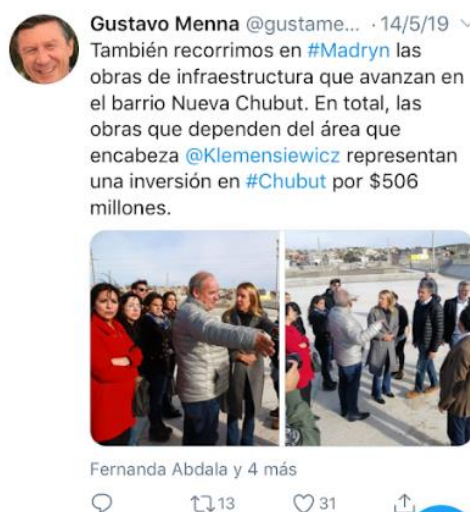 Gustavo Menna @gustame... · 14/5/19
También recorrimos en #Madryn las
obras de infraestructura que avanzan en
el barrio Nueva Chubut. En total, las
obras que dependen del área que
encabeza @Klemensiewicz representan
una inversión en #Chubut por $506
millones.
Fernanda Abdala y 4 más
13 31